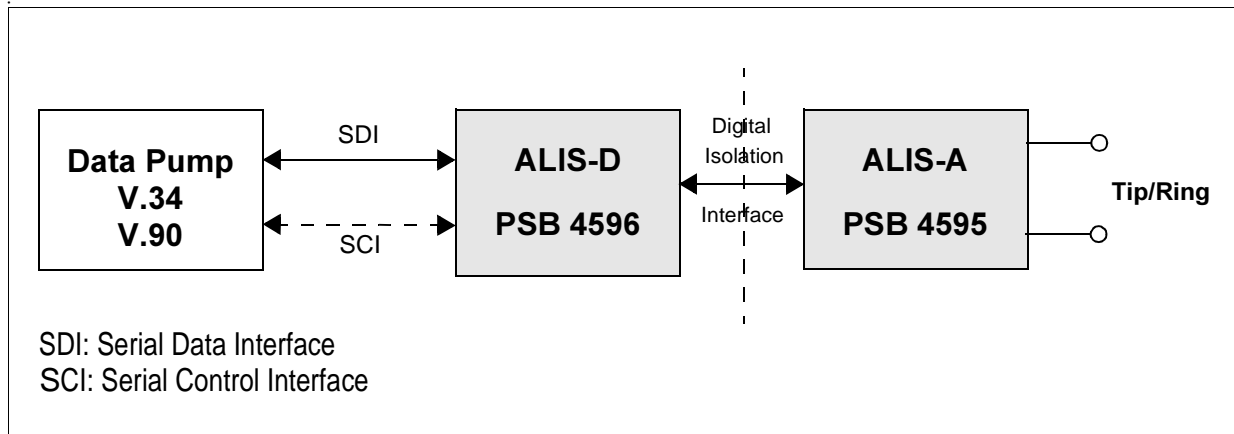 Data Pump
V.34
V.90
SDI
SCI
ALIS-D
PSB 4596
Digital
Isolation
Interface
ALIS-A
PSB 4595
Tip/Ring
SDI: Serial Data Interface
SCI: Serial Control Interface